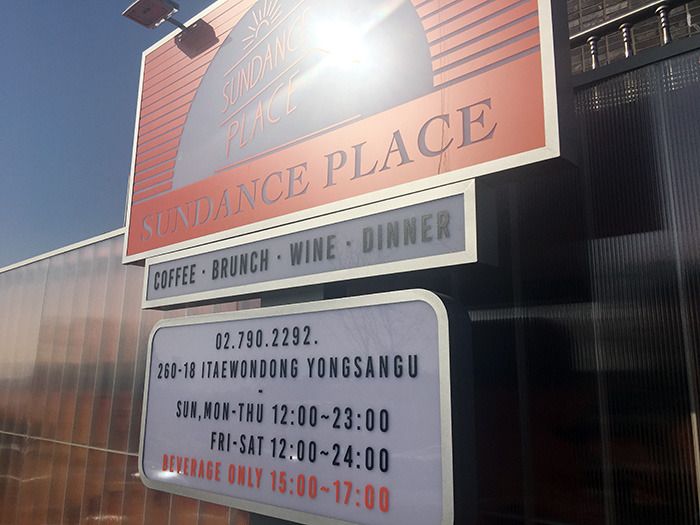 SUNDANCE
PLACE
SUNDANCE PLACE
COFFEE · BRUNCH · WINE · DINNER
02.790.2292.
260-18 ITAEWONDONG YONGSANGU
-
SUN,MON-THU 12:00~23:00
FRI-SAT 12:00~24:00
BEVERAGE ONLY 15:00~17:00